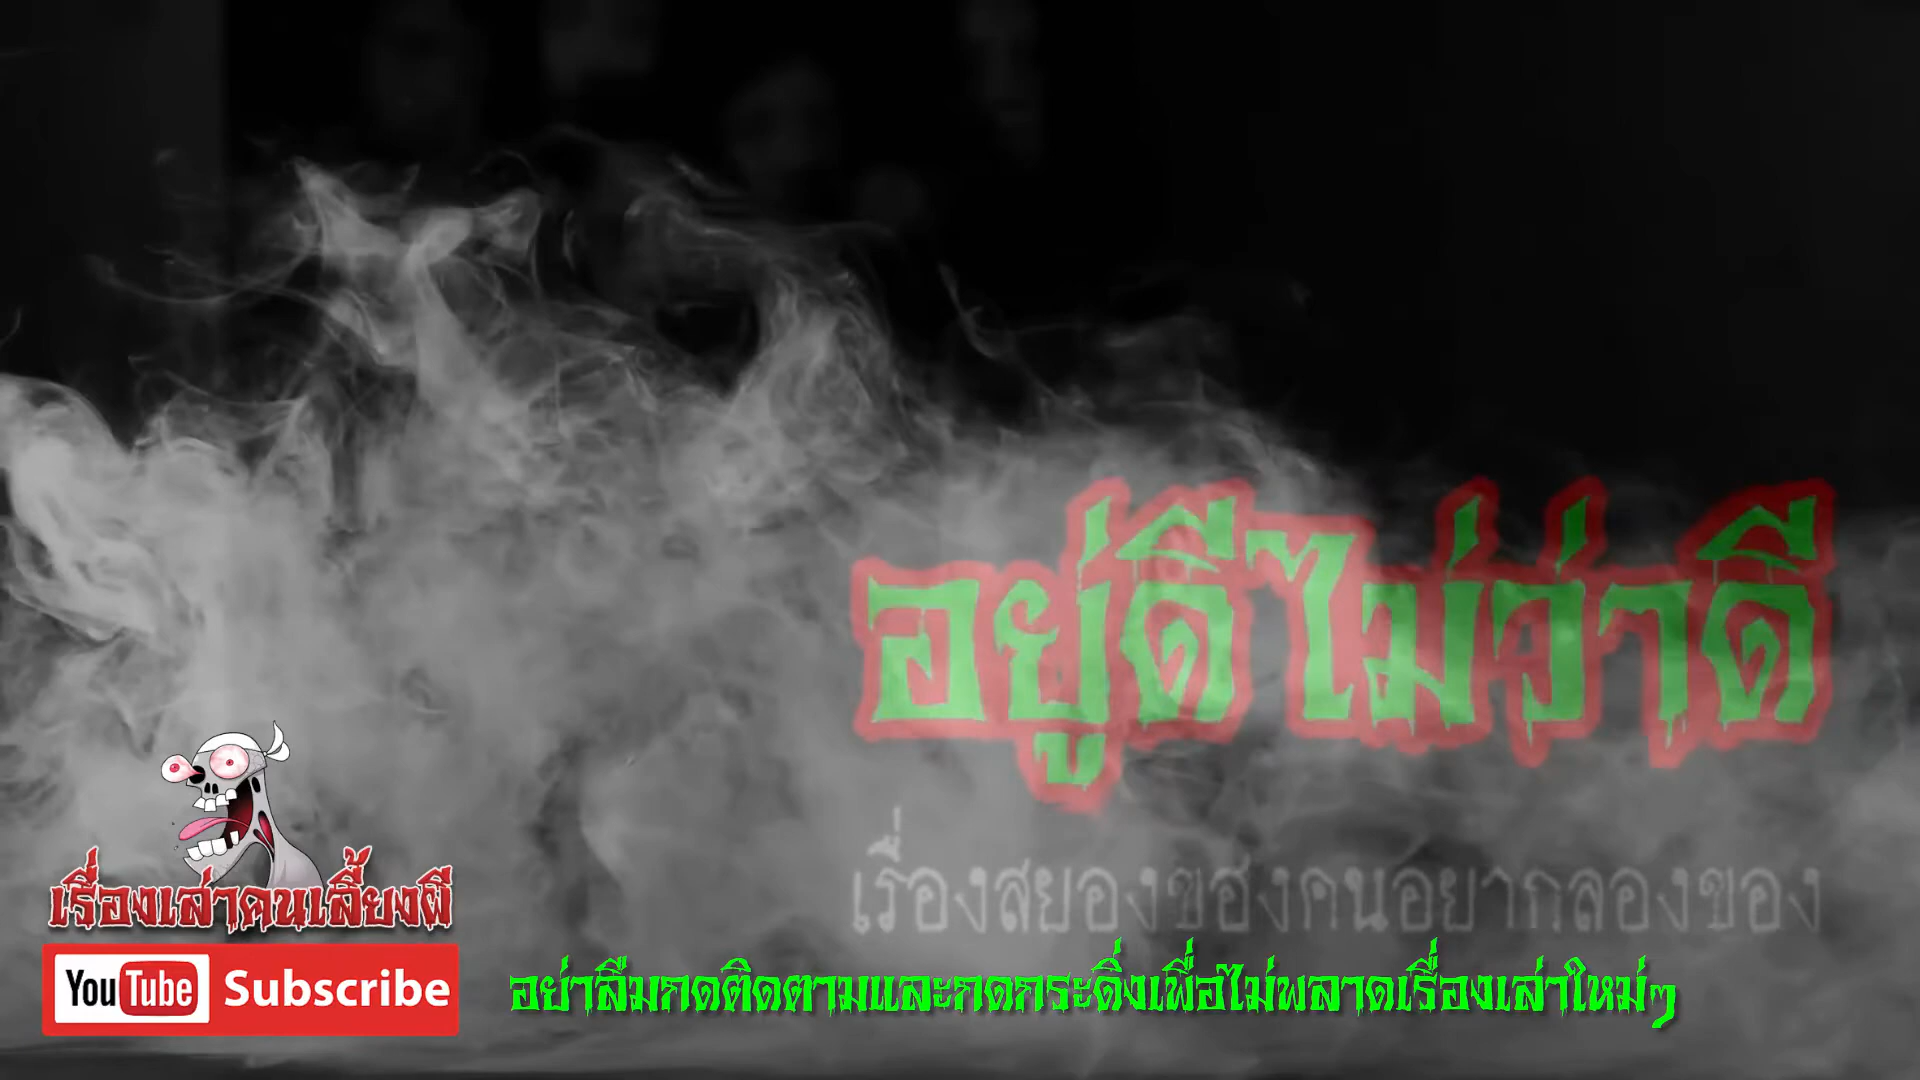 อยู่ดีไม่ว่าดี
เรื่องสยองของคนอยากลองของ
เรื่องเล่าคนเลี้ยงผี
YouTube Subscribe
อย่าลืมกดติดตามและกดกระดิ่งเพื่อไม่พลาดเรื่องเล่าใหม่ๆ